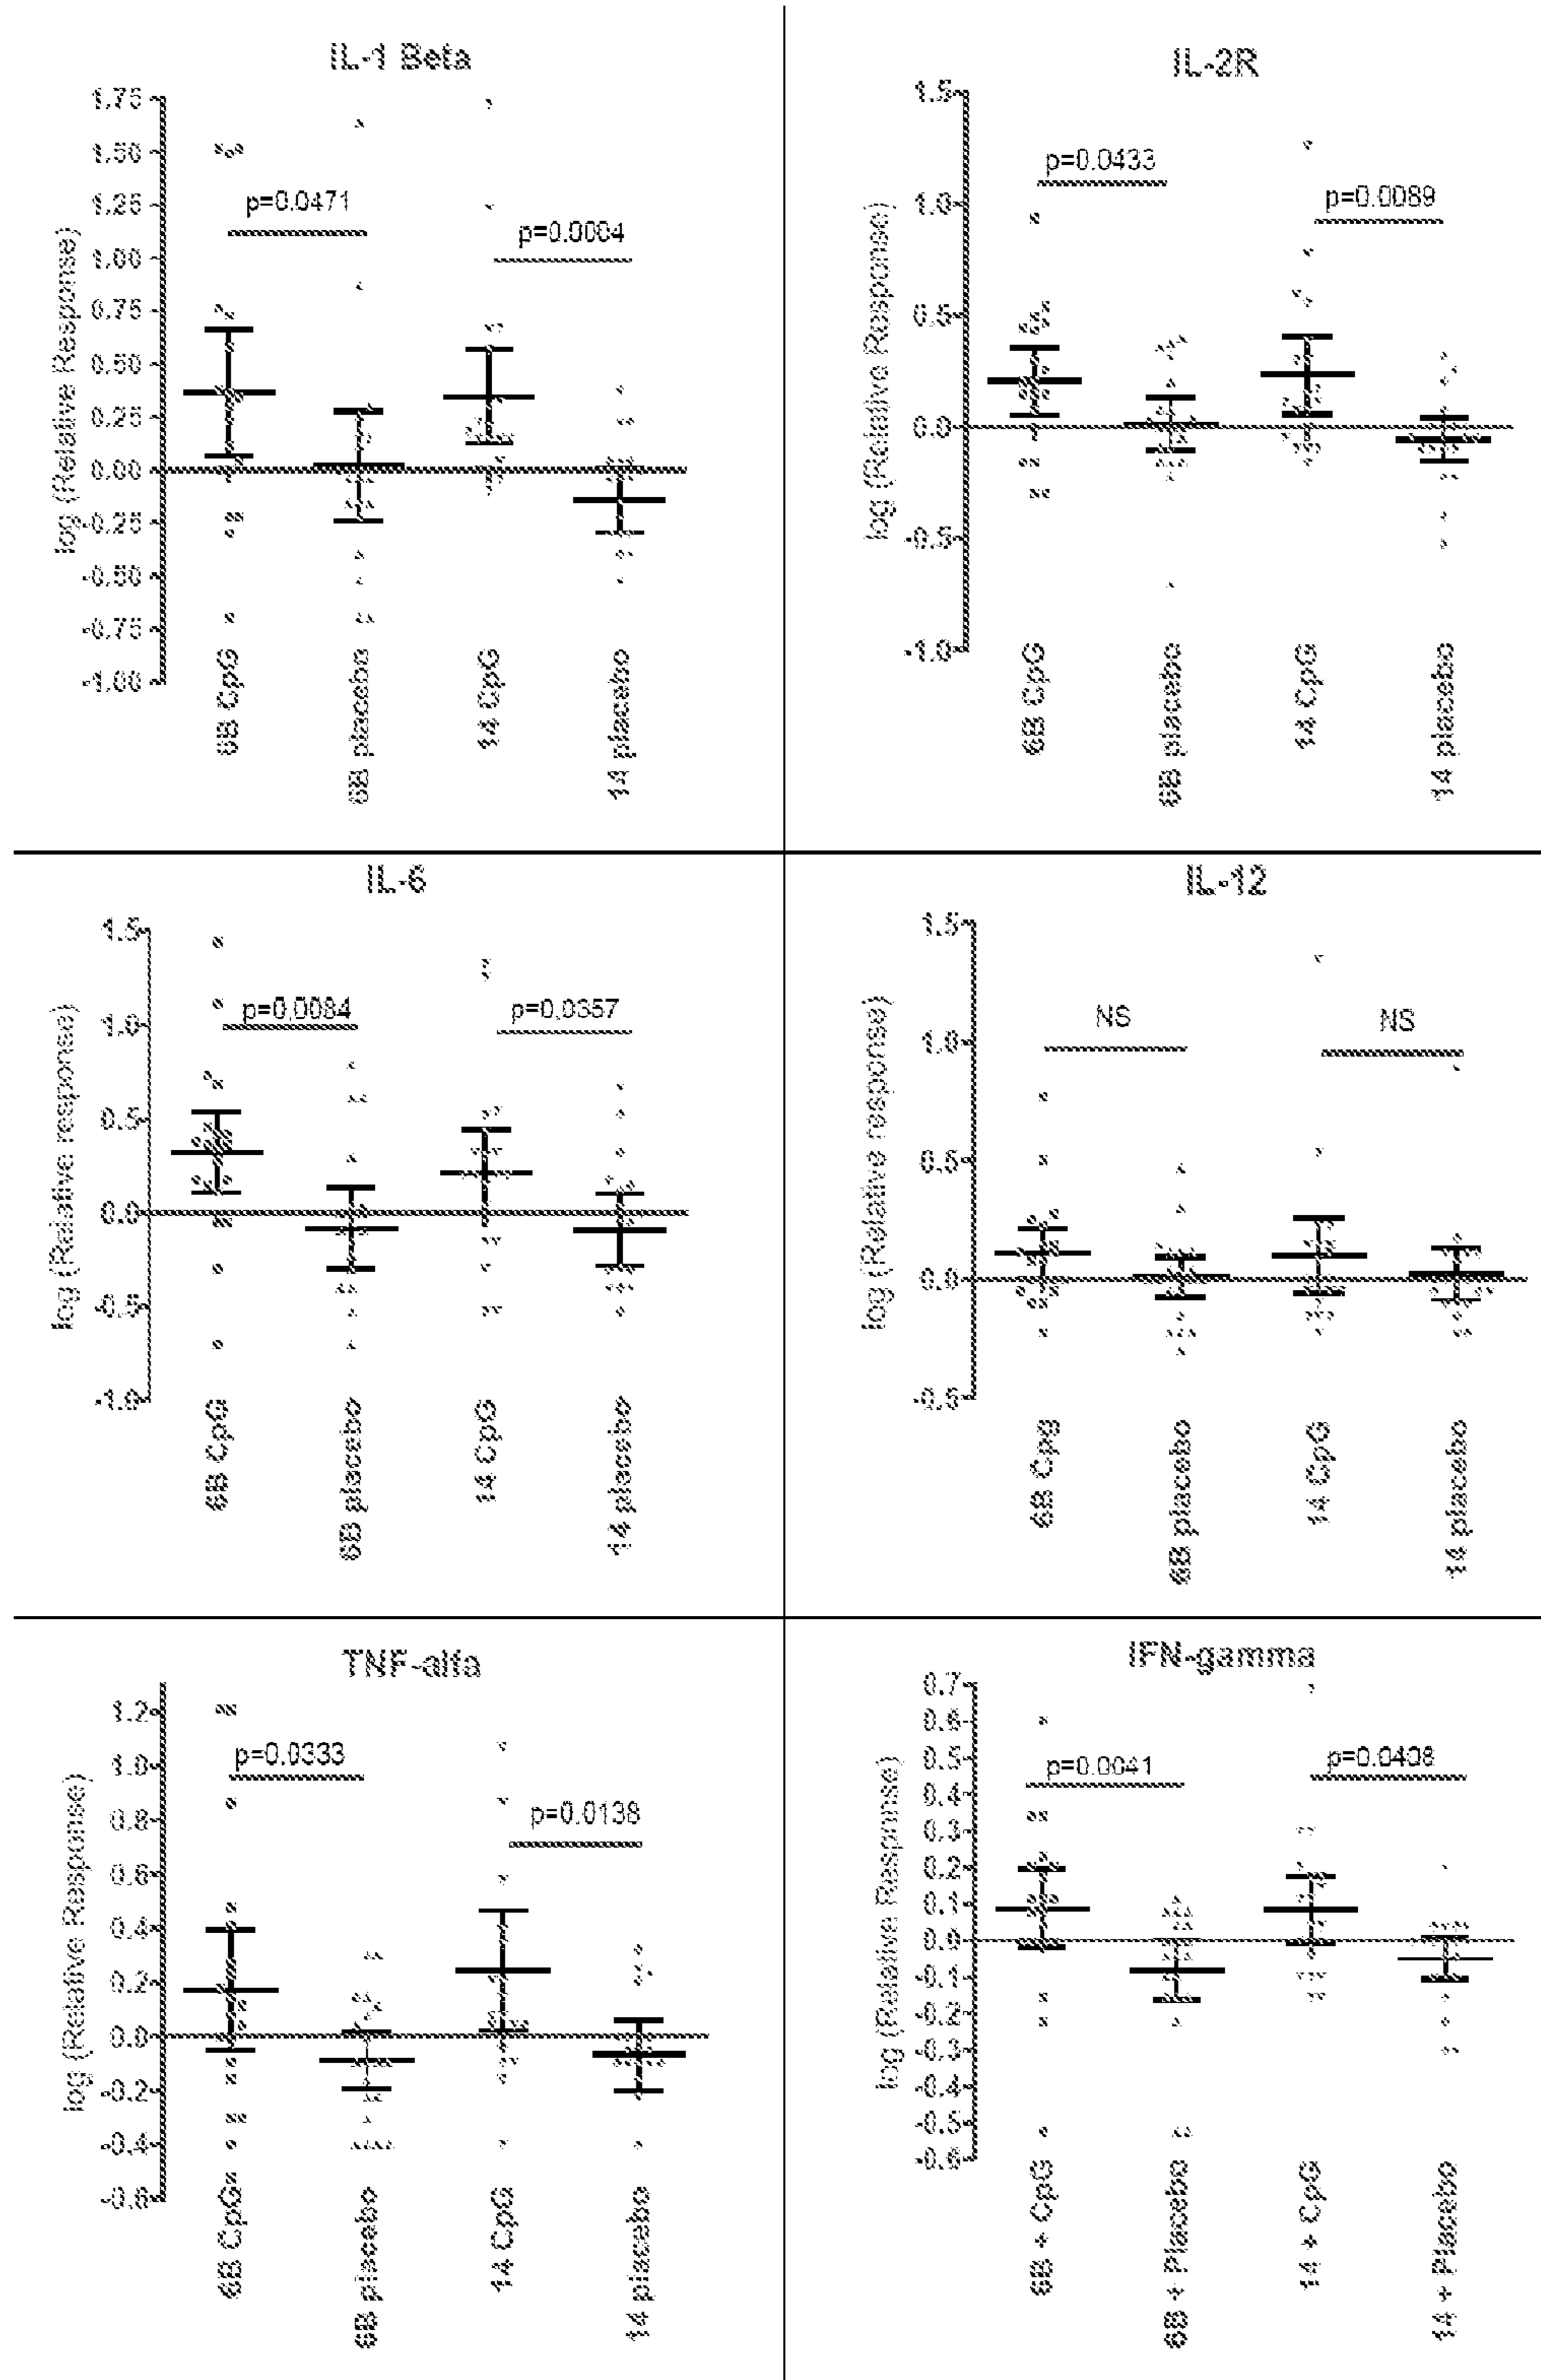 IL-1 Beta
log (Relative Response)
1.75
1.50
1.25
1.00
0.75
0.50
0.25
0.00
-0.25
-0.50
-0.75
-1.00
p=0.0471
p=0.0004
6B CpG
6B placebo
14 CpG
14 placebo
IL-2R
log (Relative Response)
1.5
1.0
0.5
0.0
-0.5
-1.0
p=0.0433
p=0.0089
6B CpG
6B placebo
14 CpG
14 placebo
IL-6
log (Relative response)
1.5
1.0
0.5
0.0
-0.5
-1.0
p=0.0084
p=0.0357
6B CpG
6B placebo
14 CpG
14 placebo
IL-12
log (Relative response)
1.5
1.0
0.5
0.0
-0.5
NS
NS
6B Cpg
6B placebo
14 CpG
14 placebo
TNF-alfa
log (Relative Response)
1.2
1.0
0.8
0.6
0.4
0.2
0.0
-0.2
-0.4
-0.6
p=0.0333
p=0.0138
6B CpG
6B placebo
14 CpG
14 placebo
IFN-gamma
log (Relative Response)
0.7
0.6
0.5
0.4
0.3
0.2
0.1
0.0
-0.1
-0.2
-0.3
-0.4
-0.5
-0.6
p=0.0041
p=0.0408
6B + CpG
6B + Placebo
14 + CpG
14 + Placebo